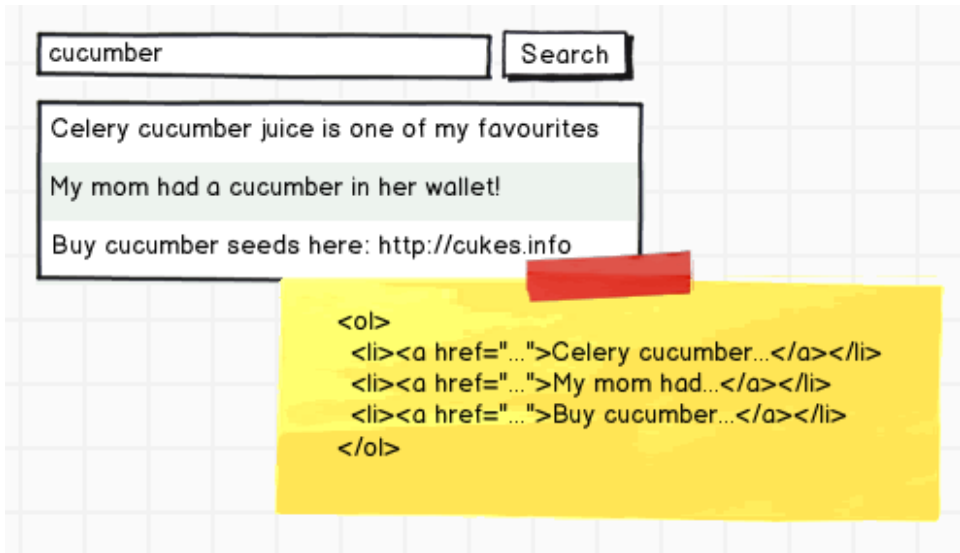 cucumber
Search
Celery cucumber juice is one of my favourites
My mom had a cucumber in her wallet!
Buy cucumber seeds here: http://cukes.info
<ol>
<li><a href="...">Celery cucumber...</a></li>
<li><a href="...">My mom had...</a></li>
<li><a href="...">Buy cucumber...</a></li>
</ol>